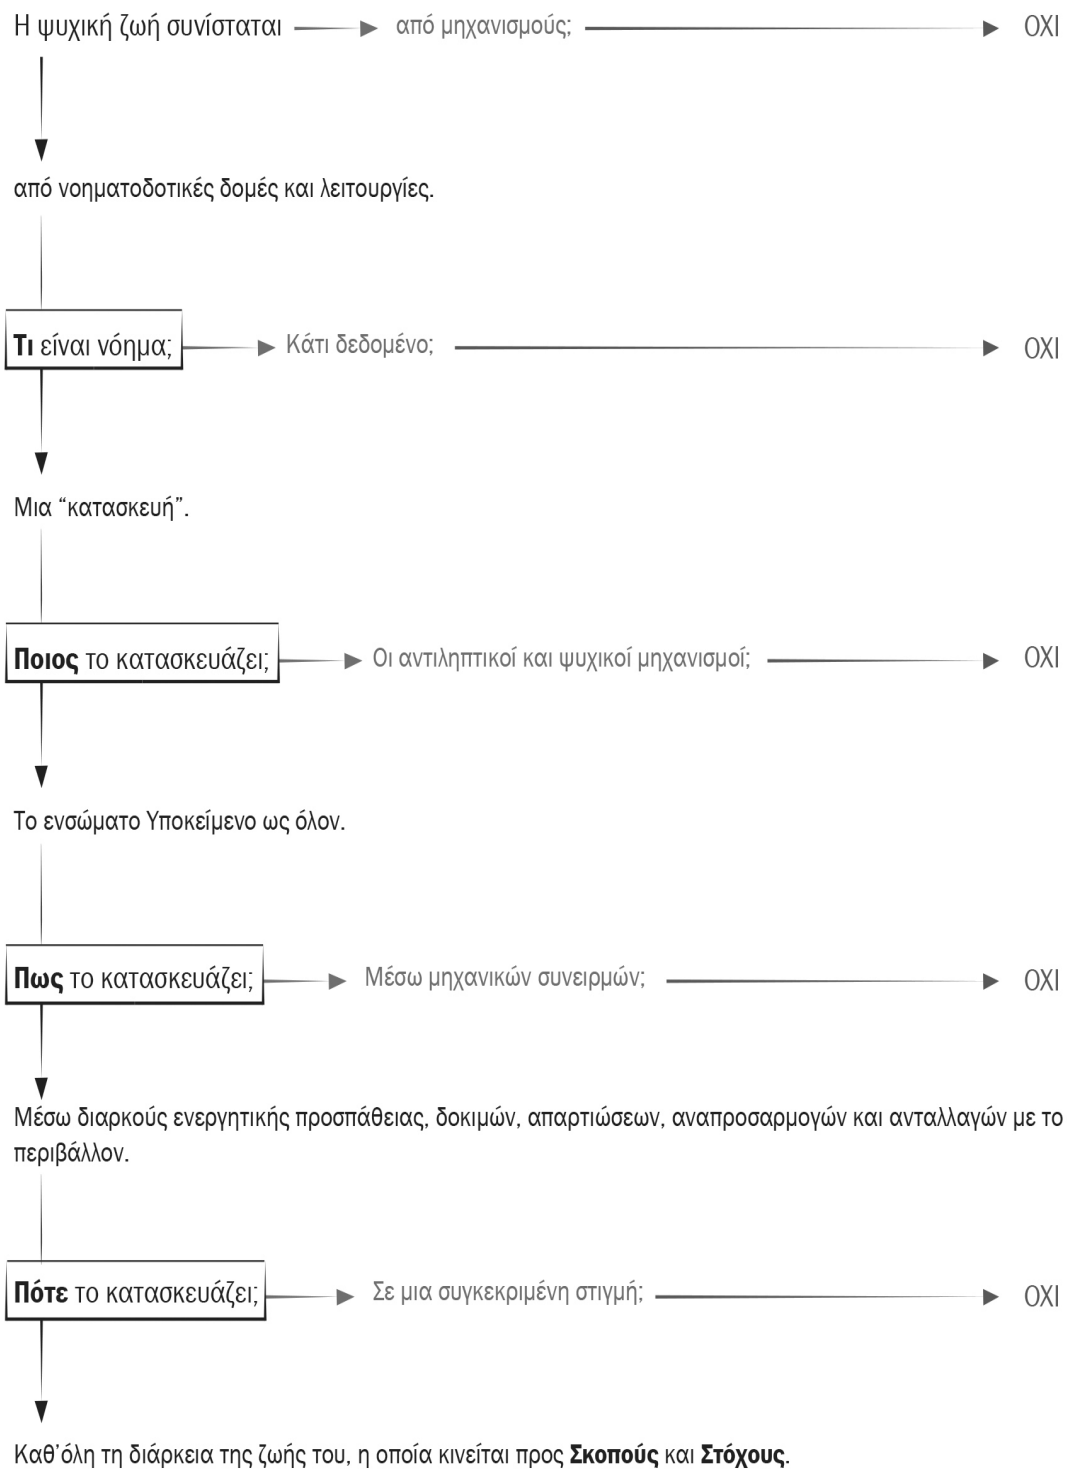 Η ψυχική ζωή συνίσταται από μηχανισμούς; ΟΧΙ
από νοηματοδοτικές δομές και λειτουργίες.
Τι είναι νόημα; Κάτι δεδομένο; ΟΧΙ
Μια “κατασκευή”.
Ποιος το κατασκευάζει; Οι αντιληπτικοί και ψυχικοί μηχανισμοί; ΟΧΙ
Το ενσώματο Υποκείμενο ως όλον.
Πως το κατασκευάζει; Μέσω μηχανικών συνειρμών; ΟΧΙ
Μέσω διαρκούς ενεργητικής προσπάθειας, δοκιμών, απαρτιώσεων, αναπροσαρμογών και ανταλλαγών με το
περιβάλλον.
Πότε το κατασκευάζει; Σε μια συγκεκριμένη στιγμή; ΟΧΙ
Καθ’όλη τη διάρκεια της ζωής του, η οποία κινείται προς Σκοπούς και Στόχους.